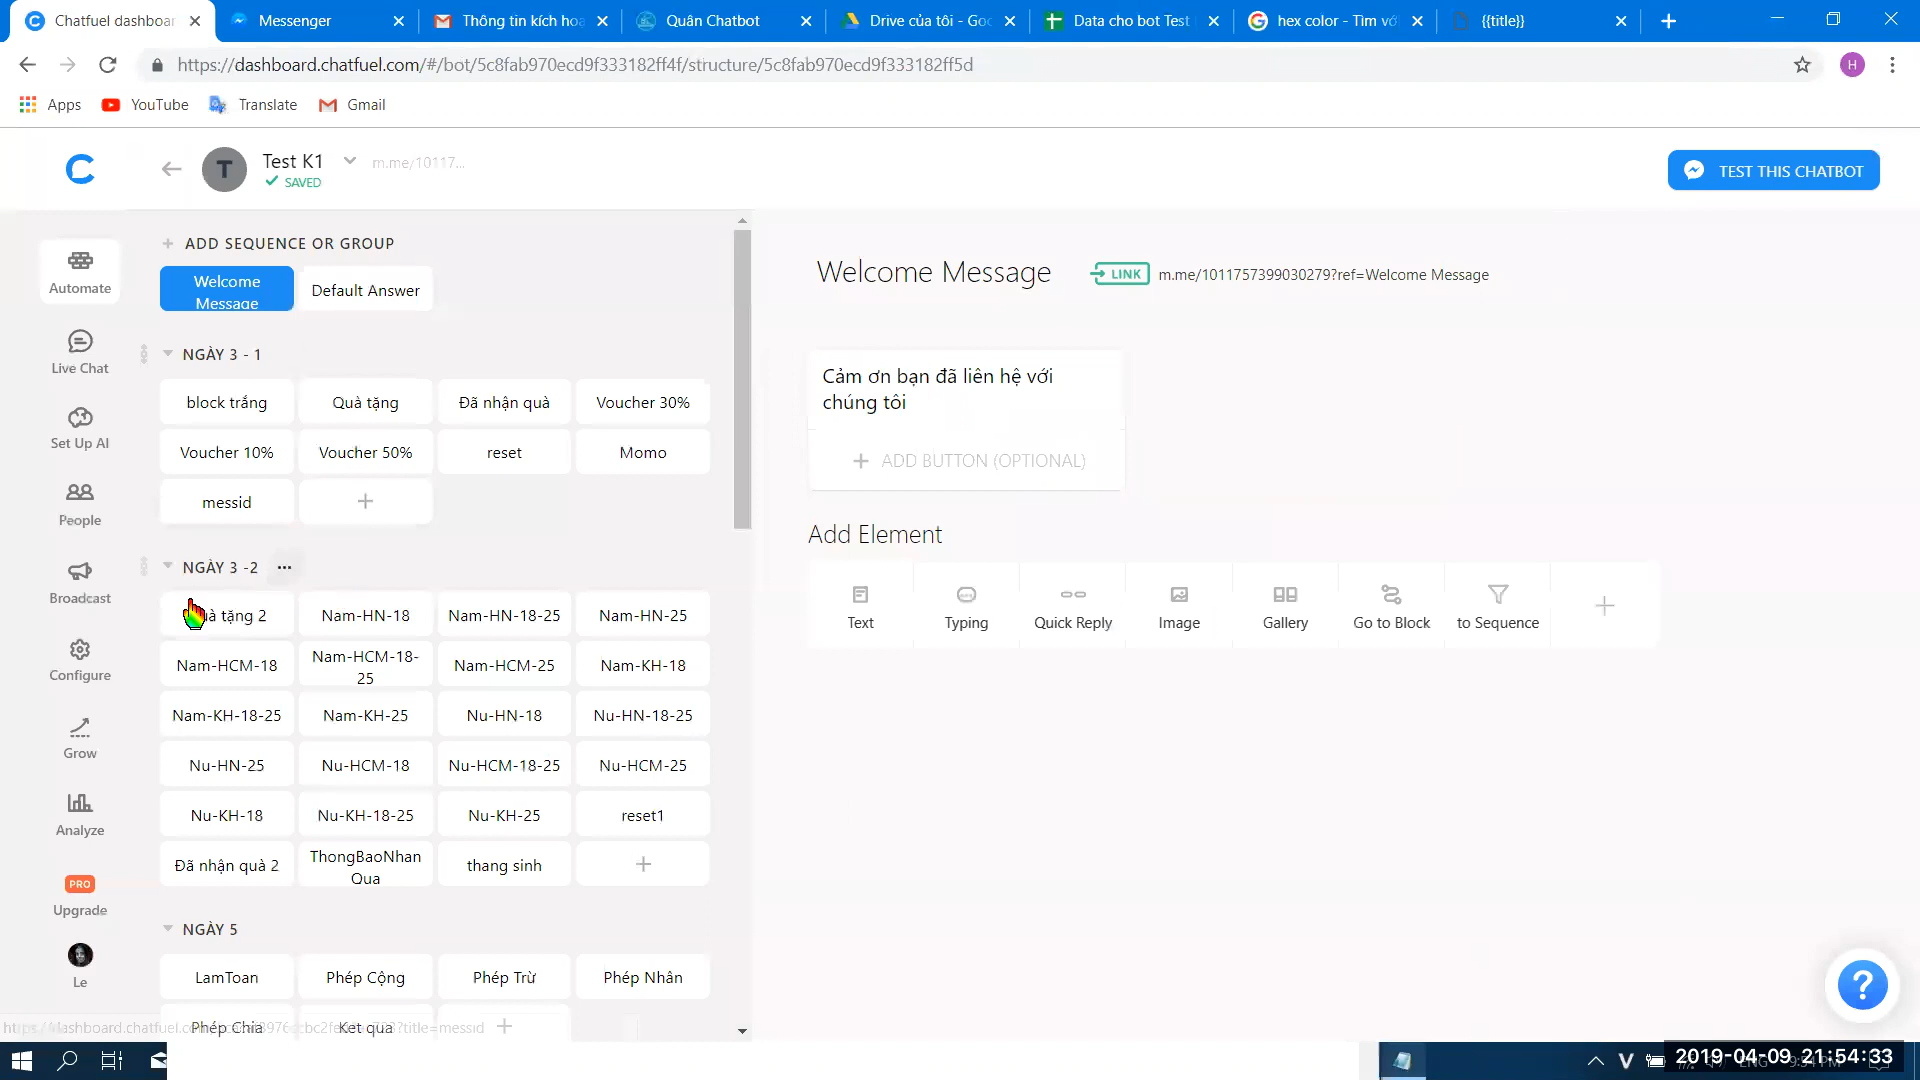 Chatfuel dashboar
Messenger
Thông tin kích hoạ
Quân Chatbot
Drive của tôi - Goo
Data cho bot Test
hex color - Tìm vớ
{{title}}
https://dashboard.chatfuel.com/#/bot/5c8fab970ecd9f333182ff4f/structure/5c8fab970ecd9f333182ff5d
H
Apps
YouTube
Translate
Gmail
T
Test K1
m.me/10117...
SAVED
TEST THIS CHATBOT
Automate
Live Chat
Set Up AI
People
Broadcast
Configure
Grow
Analyze
PRO
Upgrade
Le
ADD SEQUENCE OR GROUP
Welcome
Message
Default Answer
NGÀY 3 - 1
block trắng
Quà tặng
Đã nhận quà
Voucher 30%
Voucher 10%
Voucher 50%
reset
Momo
messid
NGÀY 3 -2
à tặng 2
Nam-HN-18
Nam-HN-18-25
Nam-HN-25
Nam-HCM-18
Nam-HCM-18-
25
Nam-HCM-25
Nam-KH-18
Nam-KH-18-25
Nam-KH-25
Nu-HN-18
Nu-HN-18-25
Nu-HN-25
Nu-HCM-18
Nu-HCM-18-25
Nu-HCM-25
Nu-KH-18
Nu-KH-18-25
Nu-KH-25
reset1
Đã nhận quà 2
ThongBaoNhan
Qua
thang sinh
NGÀY 5
LamToan
Phép Cộng
Phép Trừ
Phép Nhân
Phép Chia
Ket qua
Welcome Message
LINK
m.me/1011757399030279?ref=Welcome Message
Cảm ơn bạn đã liên hệ với
chúng tôi
ADD BUTTON (OPTIONAL)
Add Element
Text
Typing
Quick Reply
Image
Gallery
Go to Block
to Sequence
?
V
2019-04-09 21:54:33